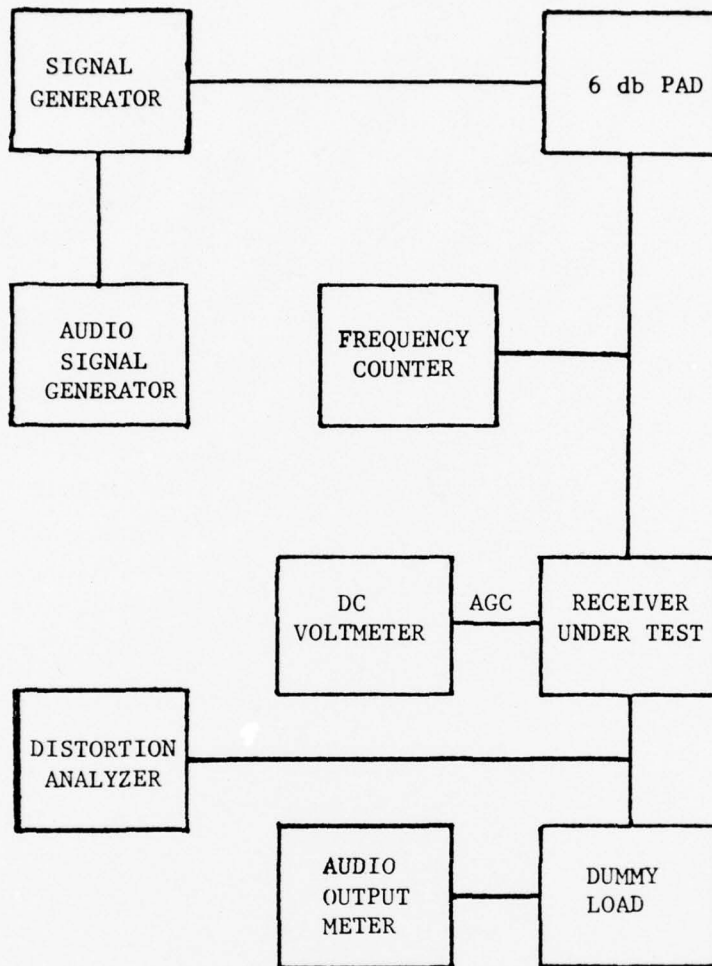 SIGNAL
GENERATOR
6 db PAD
AUDIO
SIGNAL
GENERATOR
FREQUENCY
COUNTER
DC
VOLTMETER
AGC
RECEIVER
UNDER TEST
DISTORTION
ANALYZER
AUDIO
OUTPUT
METER
DUMMY
LOAD